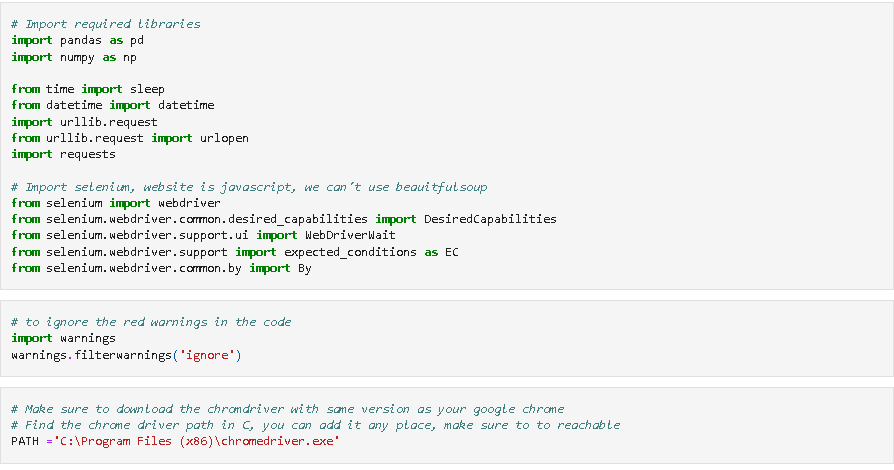 # Import required libraries
import pandas as pd
import numpy as np
from time import sleep
from datetime import datetime
import urllib.request
from urllib.request import urlopen
import requests
# Import selenium, website is javascript, we can't use beauitfulsoup
from selenium import webdriver
from selenium.webdriver.common.desired_capabilities import DesiredCapabilities
from selenium.webdriver.support.ui import WebDriverWait
from selenium.webdriver.support import expected_conditions as EC
from selenium.webdriver.common.by import By
# to ignore the red warnings in the code
import warnings
warnings.filterwarnings('ignore')
# Make sure to download the chromdriver with same version as your google chrome
# Find the chrome driver path in C, you can add it any place, make sure to to reachable
PATH ='C:\Program Files (x86)\chromedriver.exe'